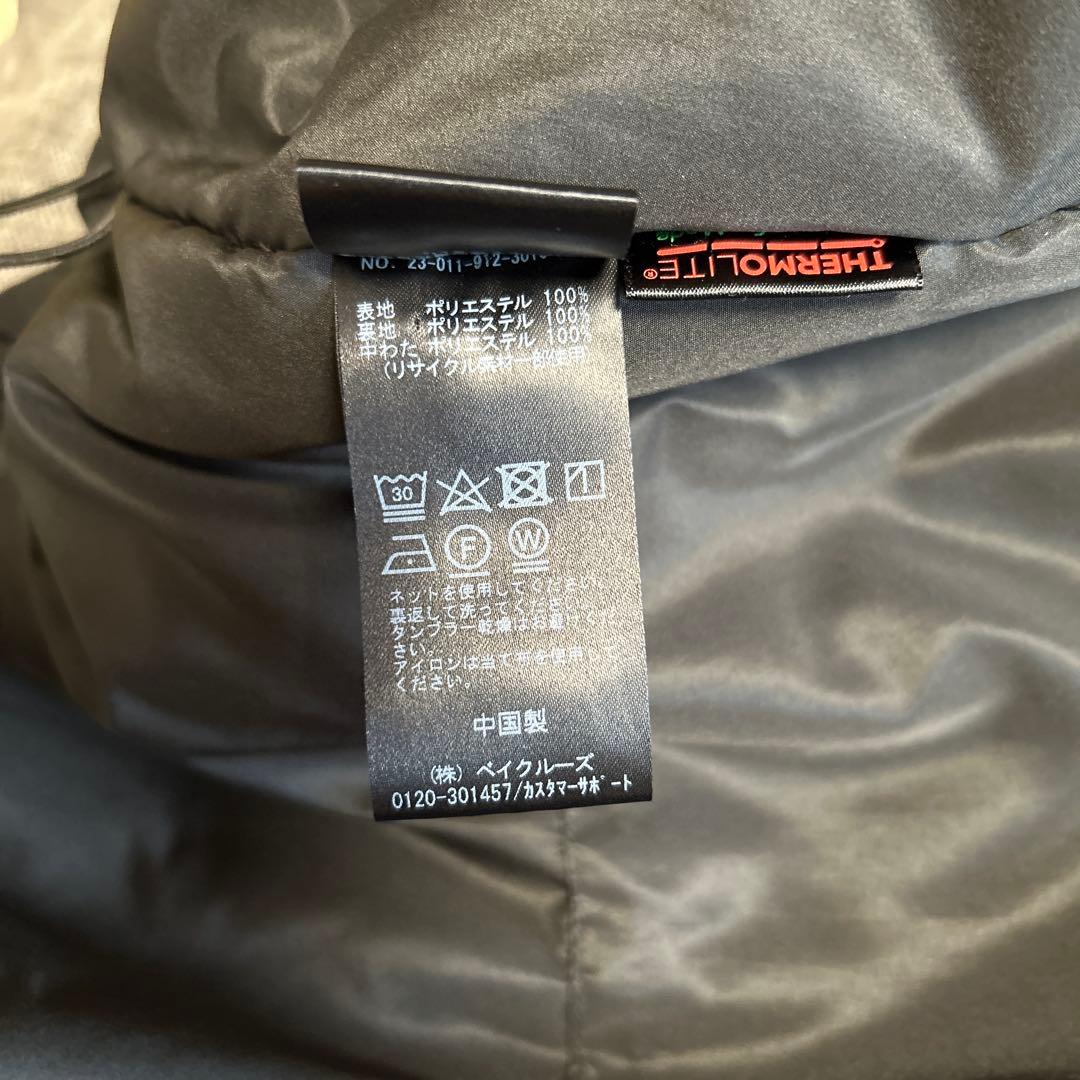 NO. 23-011-912-301
表地 ポリエステル 100%
裏地 ポリエステル 100%
中わた ポリエステル 100%
(リサイクル素材一部使用)
30
F
W
ネットを使用してください。
裏返して洗ってください。
タンブラー乾燥はお避けくだ
さい。
アイロンは当て布を使用して
ください。
中国製
(株) ベイクルーズ
0120-301457/カスタマーサポート
THERMOLITE®
Made